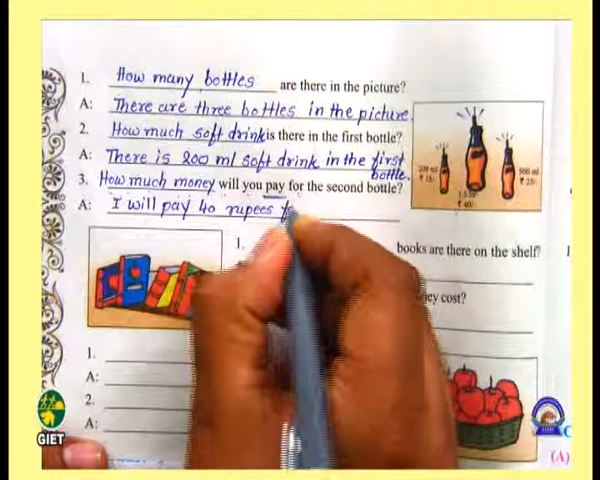 1. How many bottles are there in the picture?
A: There are three bottles in the picture.
2. How much soft drink is there in the first bottle?
A: There is 200 ml soft drink in the first bottle.
3. How much money will you pay for the second bottle?
A: I will pay 40 rupees f
200 ml
₹ 15/-
500 ml
₹ 25/-
₹ 40/-
1. books are there on the shelf?
cost?
1.
A:
2.
A:
GIET
(A)